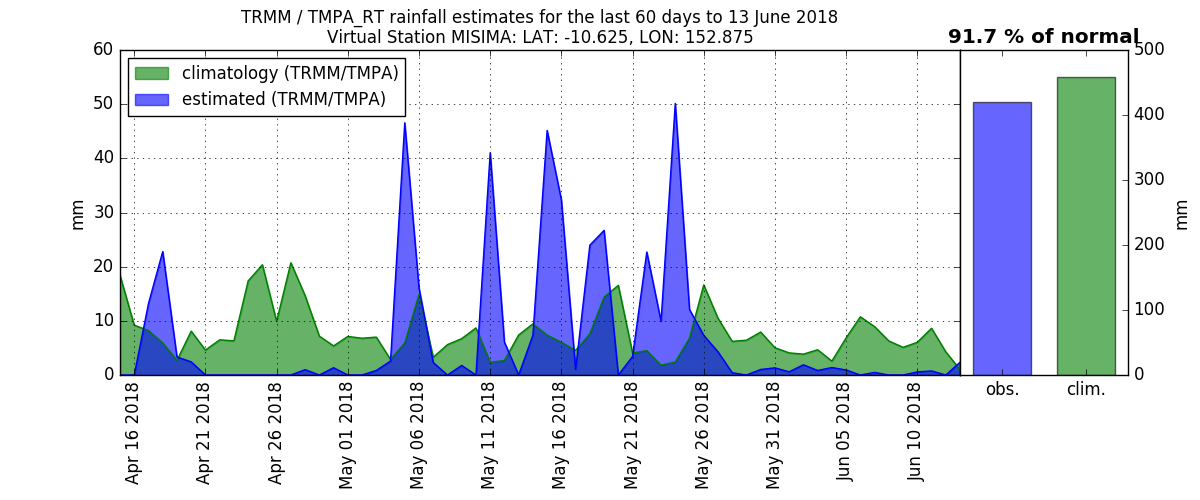 TRMM / TMPA_RT rainfall estimates for the last 60 days to 13 June 2018
Virtual Station MISIMA: LAT: -10.625, LON: 152.875
91.7 % of normal
climatology (TRMM/TMPA)
estimated (TRMM/TMPA)
60
50
40
30
20
10
0
mm
Apr 16 2018
Apr 21 2018
Apr 26 2018
May 01 2018
May 06 2018
May 11 2018
May 16 2018
May 21 2018
May 26 2018
May 31 2018
Jun 05 2018
Jun 10 2018
500
400
300
200
100
0
mm
obs.
clim.